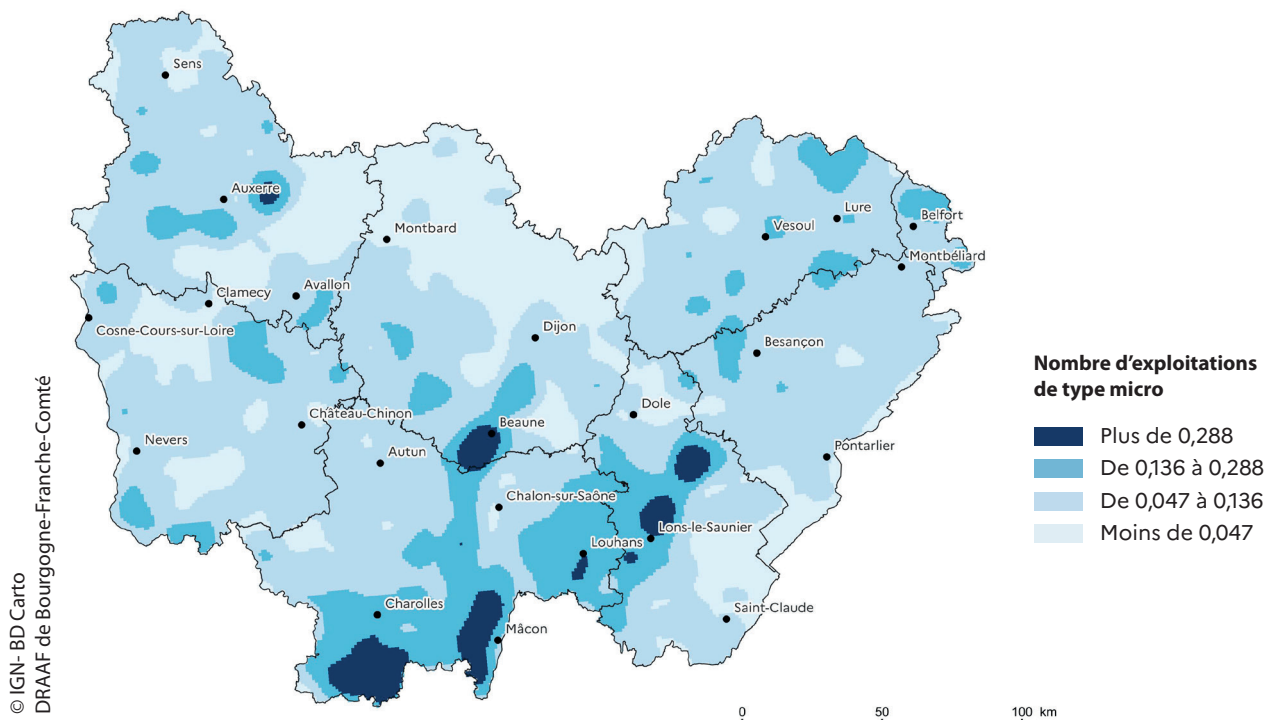 Sens
Auxerre
Montbard
Lure
Belfort
Vesoul
Montbéliard
Avallon
Clamecy
Cosne-Cours-sur-Loire
Dijon
Besançon
Dole
Château-Chinon
Beaune
Nevers
Autun
Pontarlier
Chalon-sur-Saône
Lons-le-Saunier
Louhans
Charolles
Saint-Claude
Mâcon
Nombre d’exploitations
de type micro
Plus de 0,288
De 0,136 à 0,288
De 0,047 à 0,136
Moins de 0,047
© IGN- BD Carto
DRAAF de Bourgogne-Franche-Comté
0 50 100 km